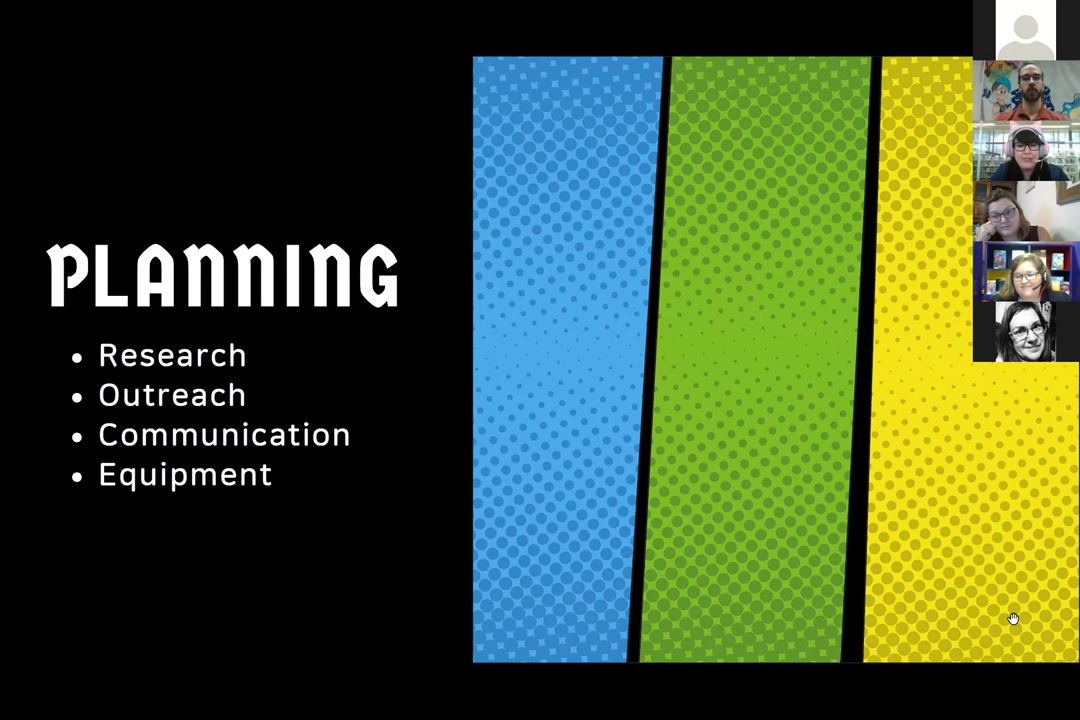 PLANNING
Research
Outreach
Communication
Equipment